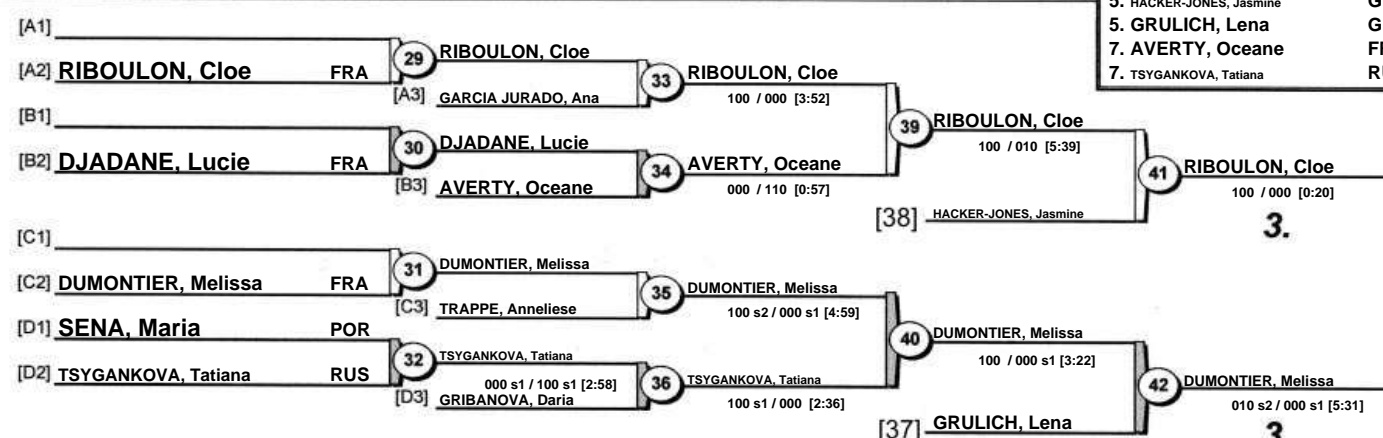 5. HACKER-JONES, Jasmine G
5. GRULICH, Lena G
7. AVERTY, Oceane
7. TSYGANKOVA, Tatiana
[A1]
[A2] RIBOULON, Cloe FRA
29
RIBOULON, Cloe
[A3] GARCIA JURADO, Ana
33
RIBOULON, Cloe
100 / 000 [3:52]
[B1]
[B2] DJADANE, Lucie FRA
30
DJADANE, Lucie
[B3] AVERTY, Oceane
34
AVERTY, Oceane
000 / 110 [0:57]
39
RIBOULON, Cloe
100 / 010 [5:39]
[38] HACKER-JONES, Jasmine
41
RIBOULON, Cloe
100 / 000 [0:20]
3.
[C1]
[C2] DUMONTIER, Melissa FRA
31
DUMONTIER, Melissa
[C3] TRAPPE, Anneliese
35
DUMONTIER, Melissa
100 s2 / 000 s1 [4:59]
[D1] SENA, Maria POR
[D2] TSYGANKOVA, Tatiana RUS
32
TSYGANKOVA, Tatiana
000 s1 / 100 s1 [2:58]
[D3] GRIBANOVA, Daria
36
TSYGANKOVA, Tatiana
100 s1 / 000 [2:36]
40
DUMONTIER, Melissa
100 / 000 s1 [3:22]
[37] GRULICH, Lena
42
DUMONTIER, Melissa
010 s2 / 000 s1 [5:31]
3